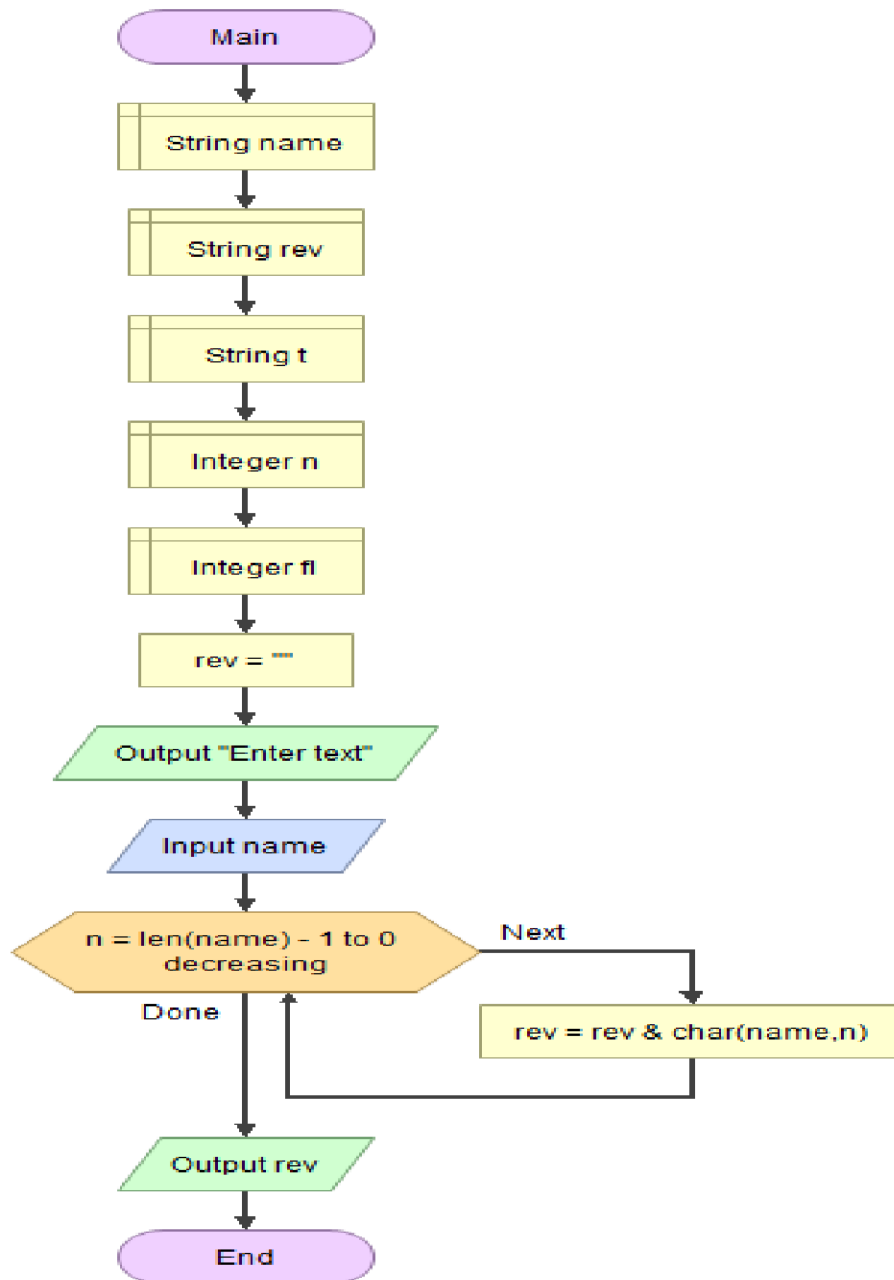 Main
String name
String rev
String t
Integer n
Integer fl
rev = ""
Output "Enter text"
Input name
n = len(name) - 1 to 0
decreasing
Next
rev = rev & char(name,n)
Done
Output rev
End